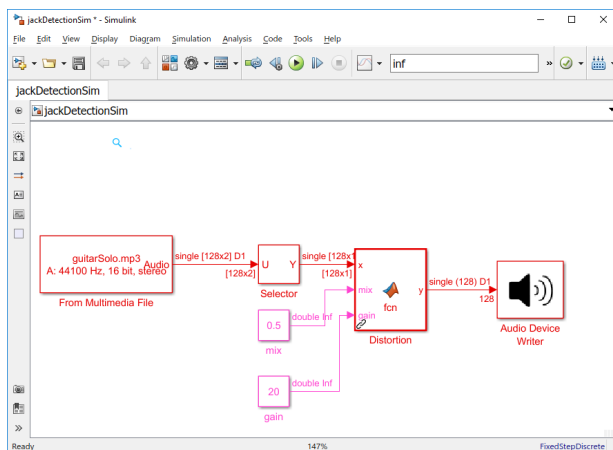 jackDetectionSim * - Simulink
File Edit View Display Diagram Simulation Analysis Code Tools Help
inf
»
jackDetectionSim
jackDetectionSim
guitarSolo.mp3
A: 44100 Hz, 16 bit, stereo
Audio
From Multimedia File
single [128x2] D1
[128x2]
U Y
Selector
single [128x1
[128x1]
x
mix
gain
fcn
y
Distortion
single (128) D1
128
Audio Device
Writer
0.5
double Inf
mix
20
double Inf
gain
»
Ready 147% FixedStepDiscrete